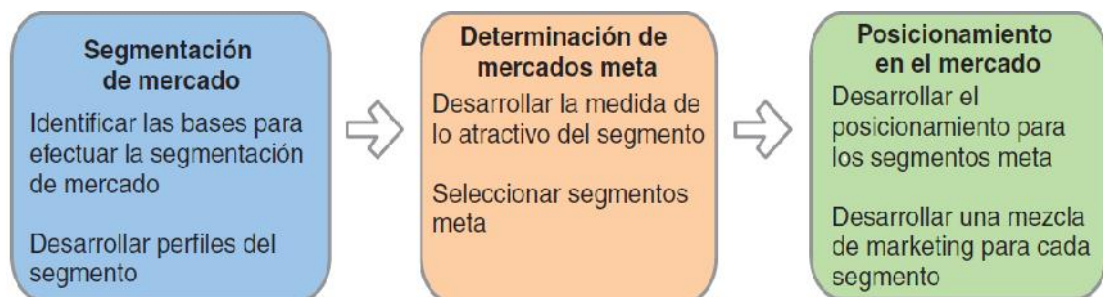 Segmentación
de mercado
Identificar las bases para
efectuar la segmentación
de mercado
Desarrollar perfiles del
segmento
Determinación de
mercados meta
Desarrollar la medida de
lo atractivo del segmento
Seleccionar segmentos
meta
Posicionamiento
en el mercado
Desarrollar el
posicionamiento para
los segmentos meta
Desarrollar una mezcla
de marketing para cada
segmento